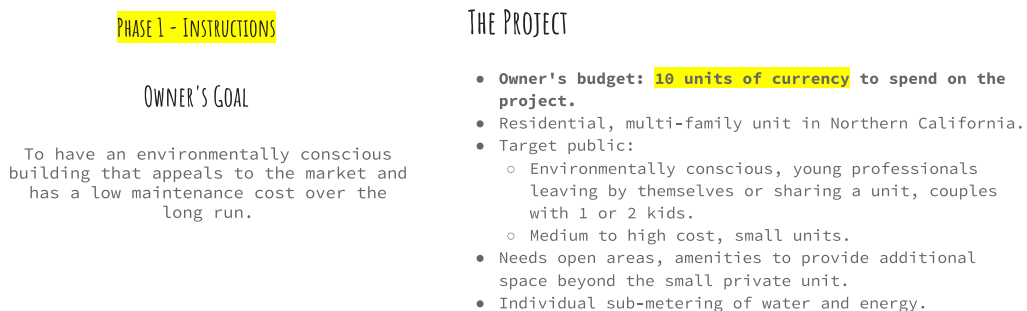 Phase 1 - Instructions
Owner's Goal
To have an environmentally conscious
building that appeals to the market and
has a low maintenance cost over the
long run.
The Project
● Owner's budget: 10 units of currency to spend on the
project.
● Residential, multi-family unit in Northern California.
● Target public:
○ Environmentally conscious, young professionals
leaving by themselves or sharing a unit, couples
with 1 or 2 kids.
○ Medium to high cost, small units.
● Needs open areas, amenities to provide additional
space beyond the small private unit.
● Individual sub-metering of water and energy.